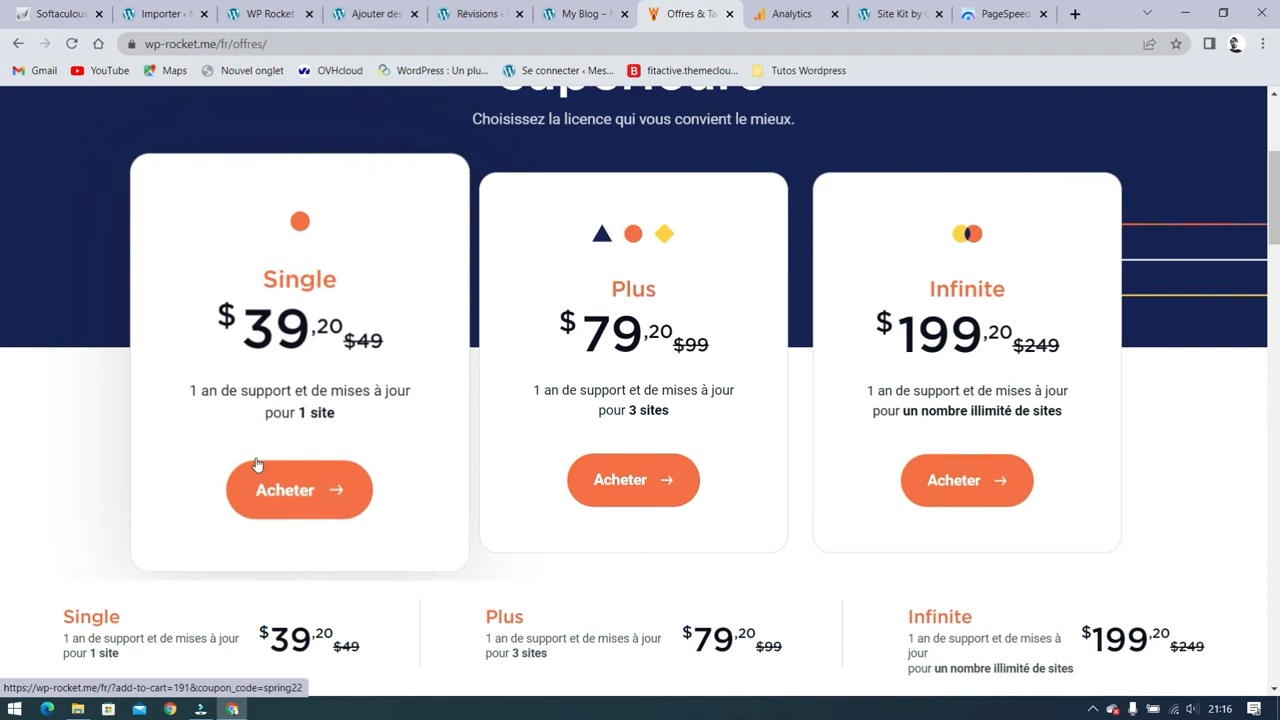 Softaculous
Importer ‹
WP Rocket
Ajouter des
Révisions ‹
My Blog –
Offres & Ta
Analytics
Site Kit by G
PageSpeed
wp-rocket.me/fr/offres/
Gmail
YouTube
Maps
Nouvel onglet
OVHcloud
WordPress : Un plu...
Se connecter ‹ Mes...
fitactive.themeclou...
Tutos Wordpress
Choisissez la licence qui vous convient le mieux.
Single
$39,20 $49
1 an de support et de mises à jour
pour 1 site
Acheter →
Plus
$79,20 $99
1 an de support et de mises à jour
pour 3 sites
Acheter →
Infinite
$199,20 $249
1 an de support et de mises à jour
pour un nombre illimité de sites
Acheter →
Single
1 an de support et de mises à jour
pour 1 site
$39,20 $49
Plus
1 an de support et de mises à jour
pour 3 sites
$79,20 $99
Infinite
1 an de support et de mises à
jour
pour un nombre illimité de sites
$199,20 $249
https://wp-rocket.me/fr/?add-to-cart=191&coupon_code=spring22
21:16